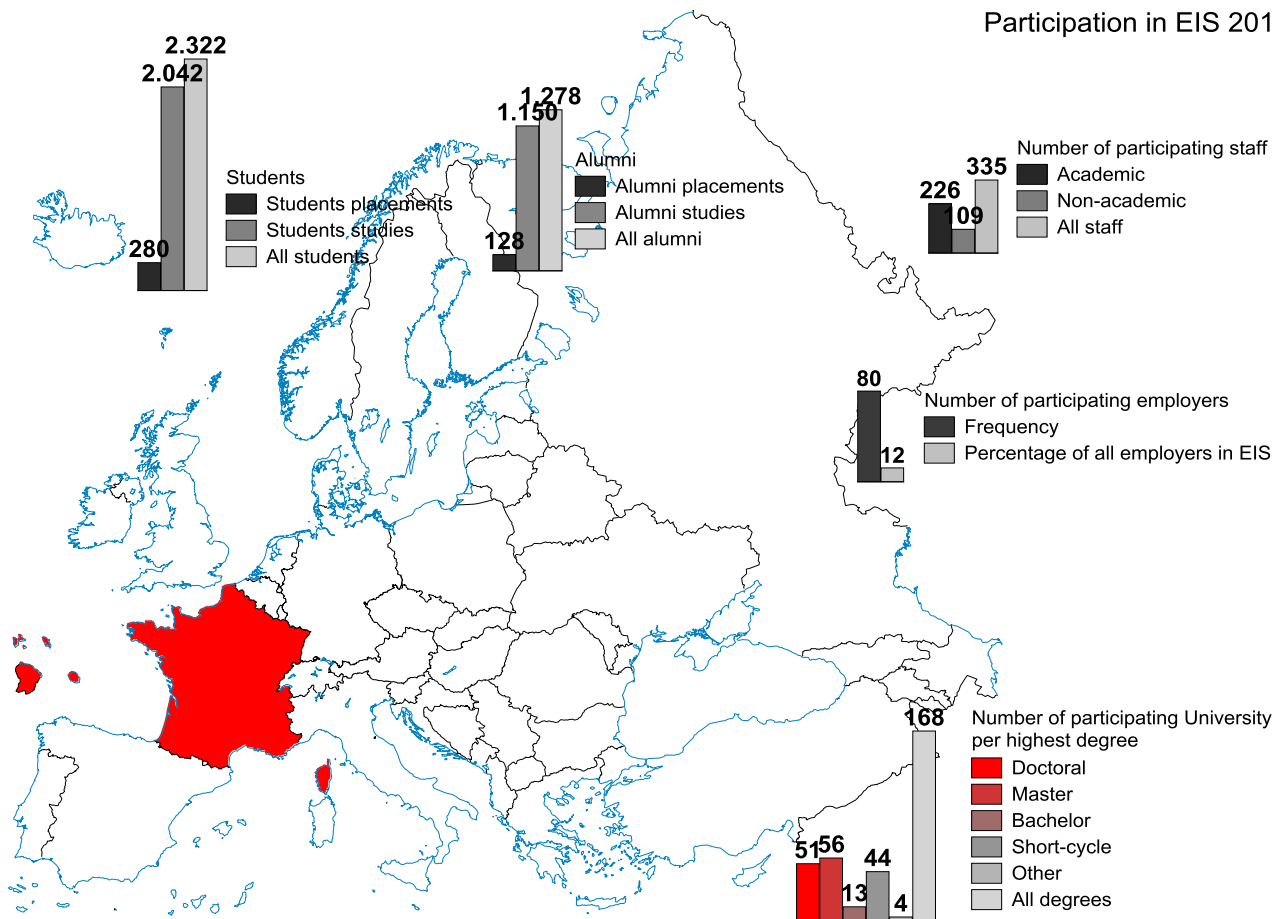 Participation in EIS 201
2.322
2.042
280
Students
Students placements
Students studies
All students
1.278
1.150
128
Alumni
Alumni placements
Alumni studies
All alumni
335
226
109
Number of participating staff
Academic
Non-academic
All staff
80
12
Number of participating employers
Frequency
Percentage of all employers in EIS
168
51
56
13
44
4
Number of participating University
per highest degree
Doctoral
Master
Bachelor
Short-cycle
Other
All degrees